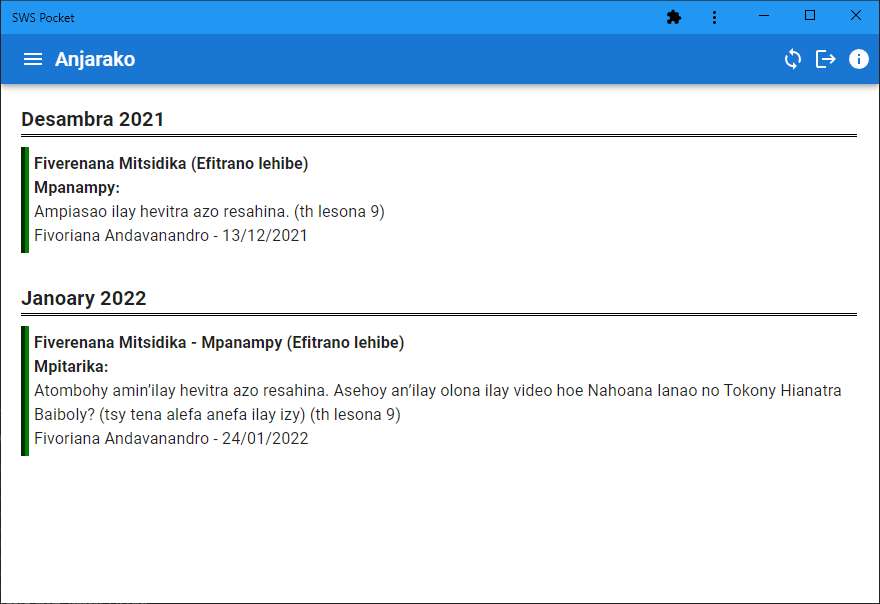 SWS Pocket
Anjarako
Desambra 2021
Fiverenana Mitsidika (Efitrano lehibe)
Mpanampy:
Ampiasao ilay hevitra azo resahina. (th lesona 9)
Fivoriana Andavanandro - 13/12/2021
Janoary 2022
Fiverenana Mitsidika - Mpanampy (Efitrano lehibe)
Mpitarika:
Atombohy amin’ilay hevitra azo resahina. Asehoy an’ilay olona ilay video hoe Nahoana Ianao no Tokony Hianatra
Baiboly? (tsy tena alefa anefa ilay izy) (th lesona 9)
Fivoriana Andavanandro - 24/01/2022